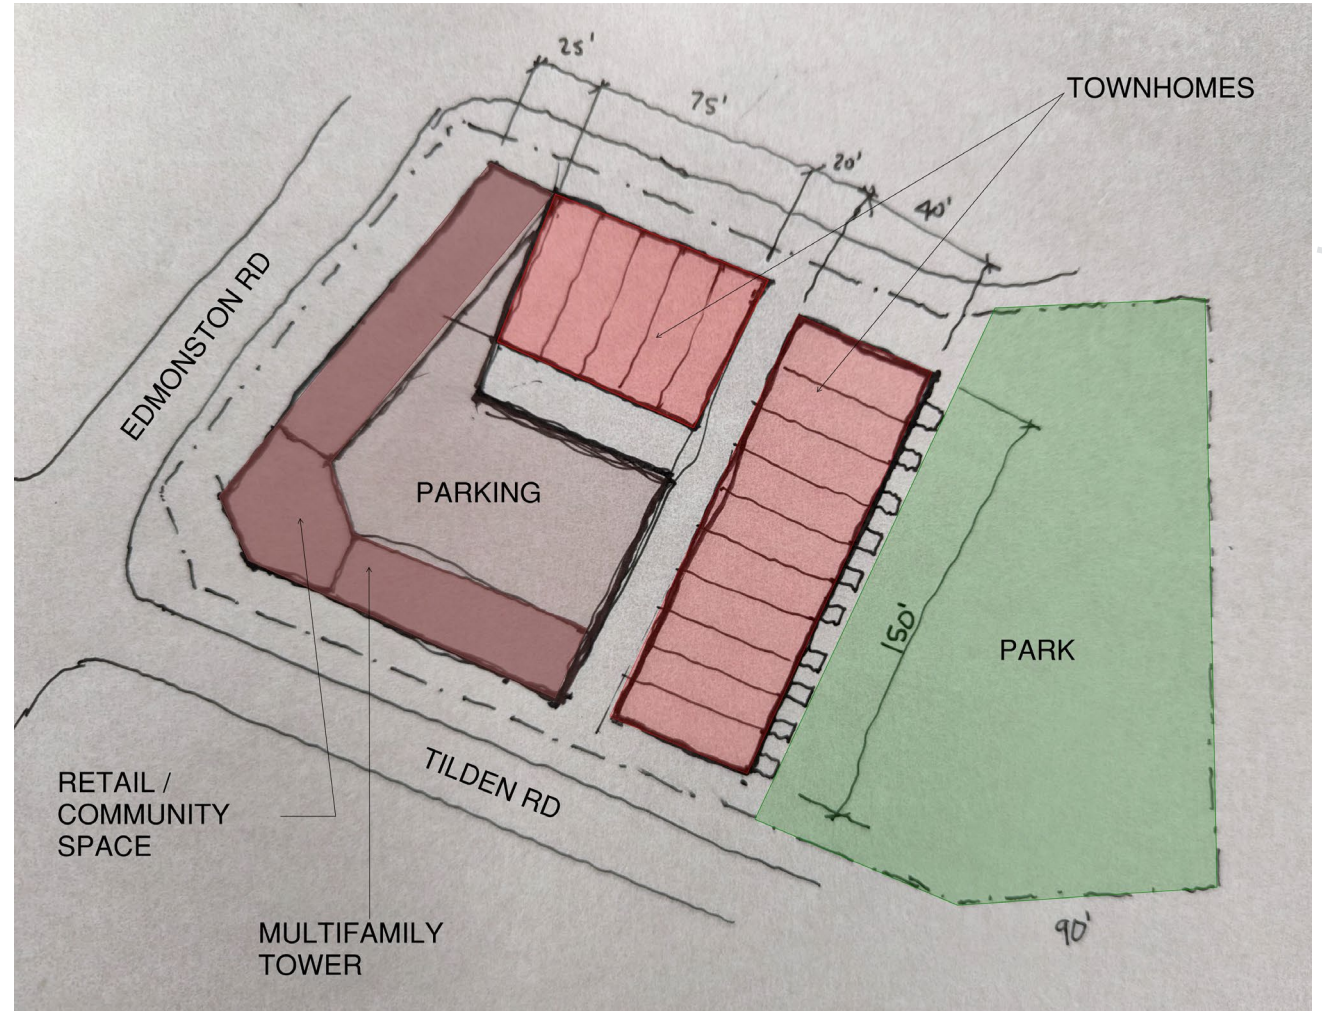 25'
75'
20'
40'
TOWNHOMES
EDMONSTON RD
PARKING
150'
PARK
TILDEN RD
RETAIL /
COMMUNITY
SPACE
MULTIFAMILY
TOWER
90'